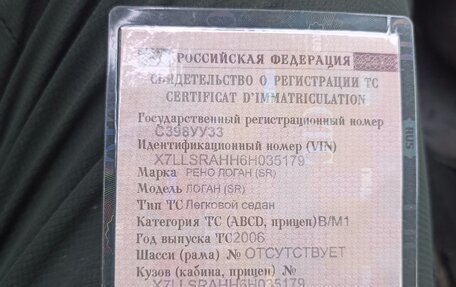 РОССИЙСКАЯ ФЕДЕРАЦИЯ
СВИДЕТЕЛЬСТВО О РЕГИСТРАЦИИ ТС
CERTIFICAT D'IMMATRICULATION
Государственный регистрационный номер
С398УУ33
Идентификационный номер (VIN)
X7LLSRAHH6H035179
Марка РЕНО ЛОГАН (SR)
Модель ЛОГАН (SR)
Тип ТС Легковой седан
Категория ТС (ABCD, прицеп) B/M1
Год выпуска ТС 2006
Шасси (рама) № ОТСУТСТВУЕТ
Кузов (кабина, прицеп) №
X7LLSRAHH6H035179
RUS